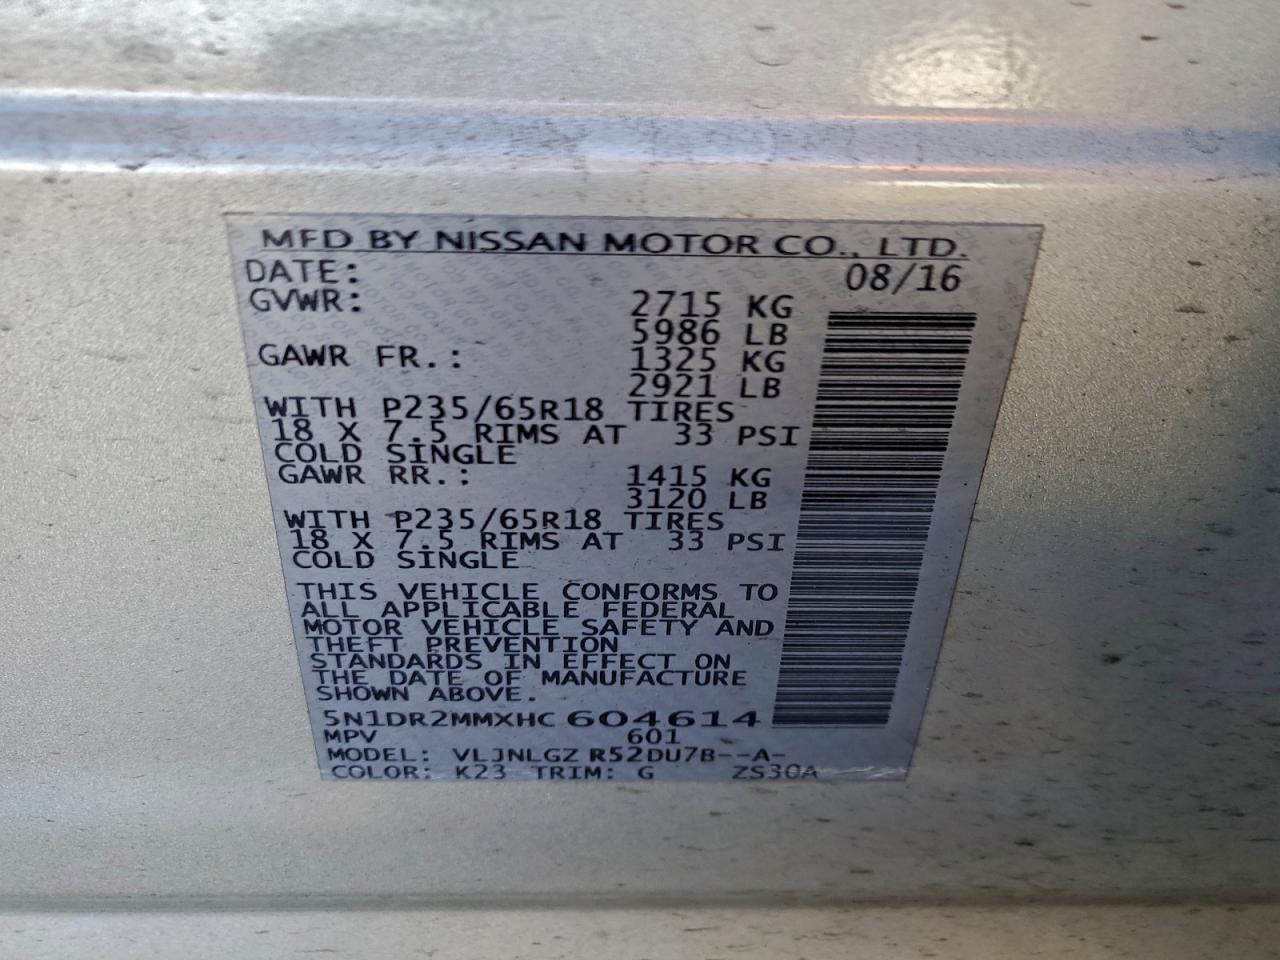 MFD BY NISSAN MOTOR CO., LTD.
DATE: 08/16
GVWR: 2715 KG
5986 LB
GAWR FR.: 1325 KG
2921 LB
WITH P235/65R18 TIRES
18 X 7.5 RIMS AT 33 PSI
COLD SINGLE
GAWR RR.: 1415 KG
3120 LB
WITH P235/65R18 TIRES
18 X 7.5 RIMS AT 33 PSI
COLD SINGLE
THIS VEHICLE CONFORMS TO
ALL APPLICABLE FEDERAL
MOTOR VEHICLE SAFETY AND
THEFT PREVENTION
STANDARDS IN EFFECT ON
THE DATE OF MANUFACTURE
SHOWN ABOVE.
5N1DR2MMXHC 604614
MPV 601
MODEL: VLJNLGZ R52DU7B--A-
COLOR: K23 TRIM: G ZS30A